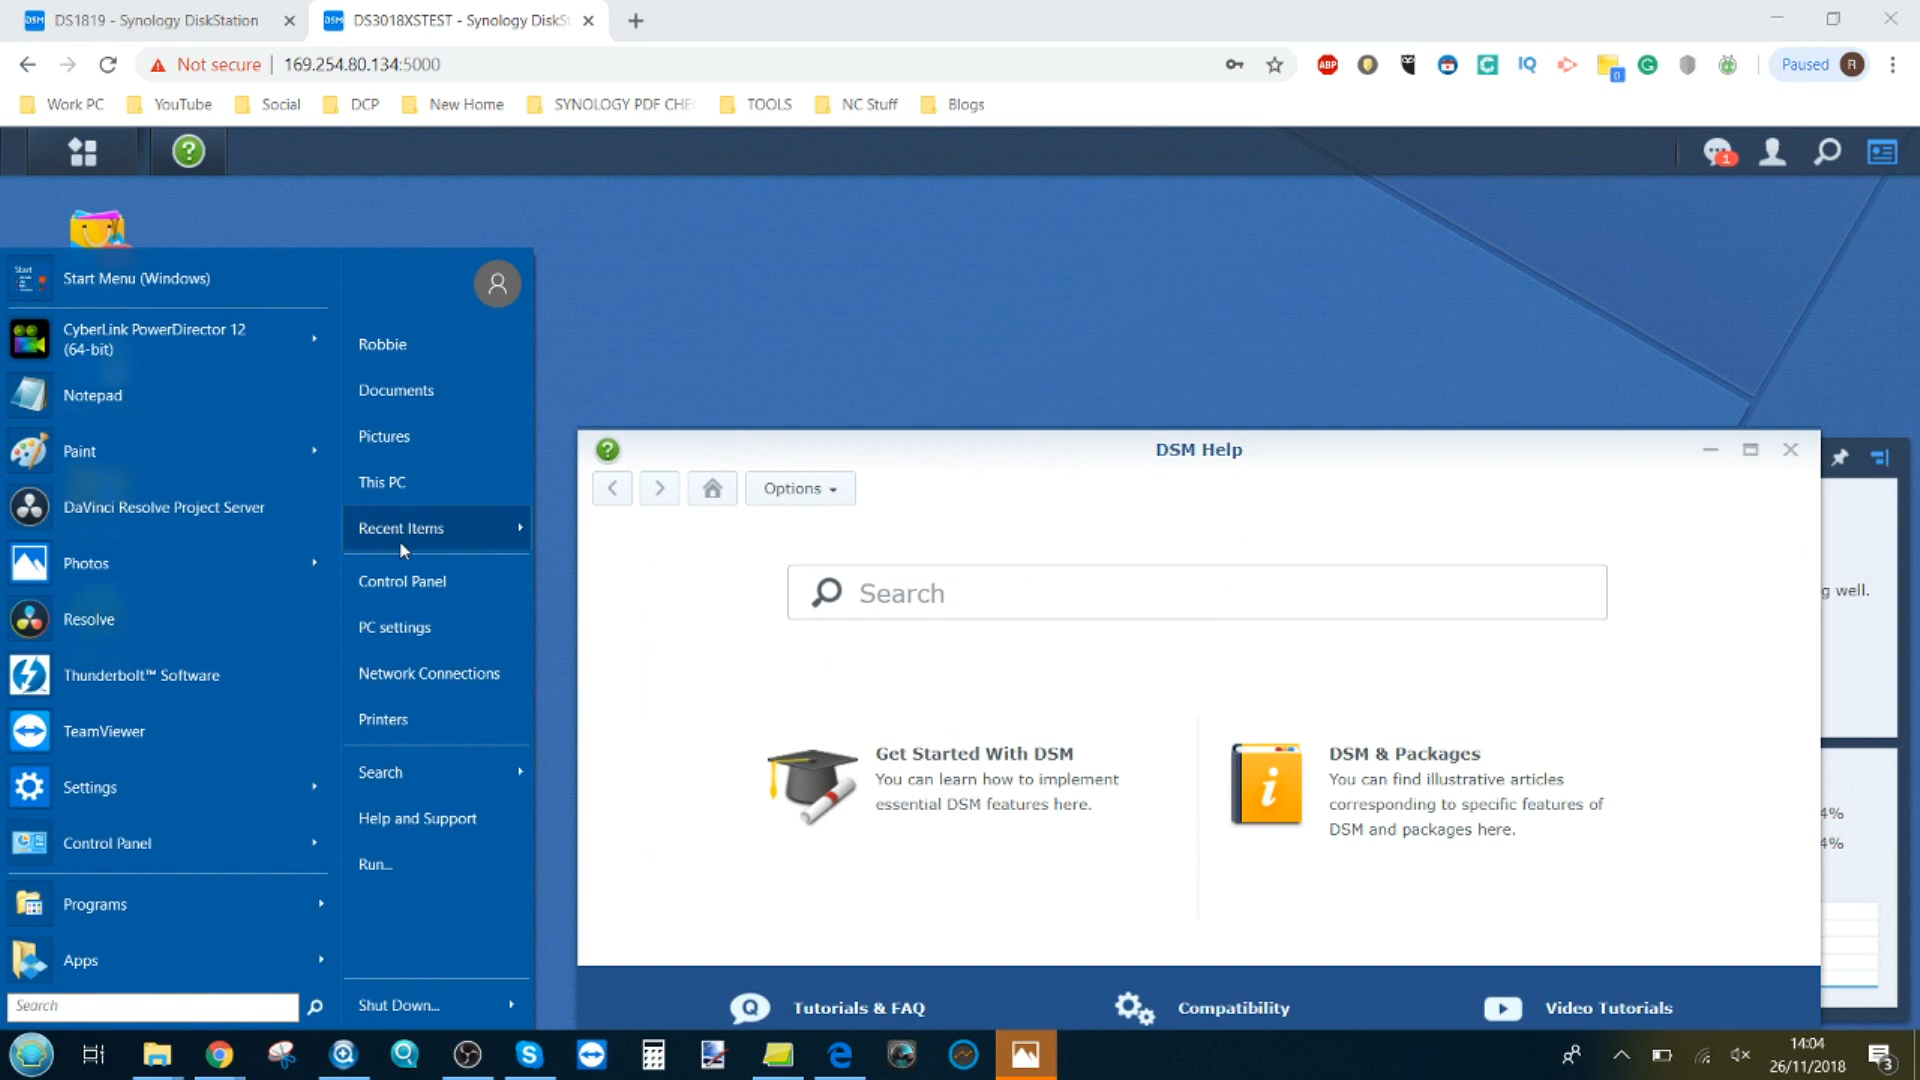 DS1819 - Synology DiskStation
DS3018XSTEST - Synology DiskSt
Not secure
169.254.80.134:5000
ABP
IQ
0
Paused
R
Work PC
YouTube
Social
DCP
New Home
SYNOLOGY PDF CHE
TOOLS
NC Stuff
Blogs
1
Start Menu (Windows)
CyberLink PowerDirector 12
(64-bit)
Notepad
Paint
DaVinci Resolve Project Server
Photos
Resolve
Thunderbolt™ Software
TeamViewer
Settings
Control Panel
Programs
Apps
Search
Robbie
Documents
Pictures
This PC
Recent Items
Control Panel
PC settings
Network Connections
Printers
Search
Help and Support
Run...
Shut Down...
DSM Help
Options
Search
Get Started With DSM
You can learn how to implement
essential DSM features here.
DSM & Packages
You can find illustrative articles
corresponding to specific features of
DSM and packages here.
Tutorials & FAQ
Compatibility
Video Tutorials
g well.
4%
4%
14:04
26/11/2018
3